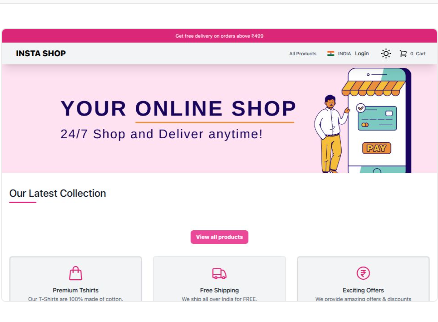 Get free delivery on orders above ₹499
INSTA SHOP
All Products
INDIA
Login
0 Cart
YOUR ONLINE SHOP
24/7 Shop and Deliver anytime!
PAY
Our Latest Collection
View all products
Premium Tshirts
Our T-Shirts are 100% made of cotton.
Free Shipping
We ship all over India for FREE.
Exciting Offers
We provide amazing offers & discounts